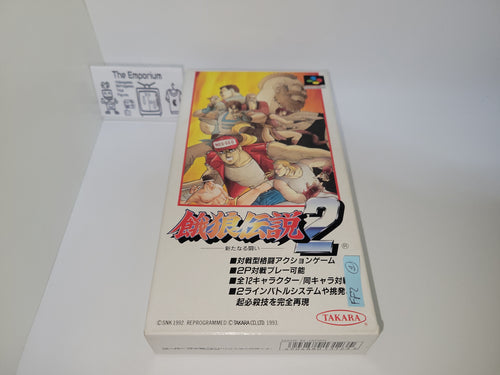 The Emporium
餓狼伝説2
新たなる闘い
®
■対戦型格闘アクションゲーム
■2P対戦プレー可能
■全12キャラクター/同キャラ対
■2ラインバトルシステムや挑発
起必殺技を完全再現
FF2
TAKARA
©SNK 1992 REPROGRAMMED ©TAKARA CO.,LTD. 1993